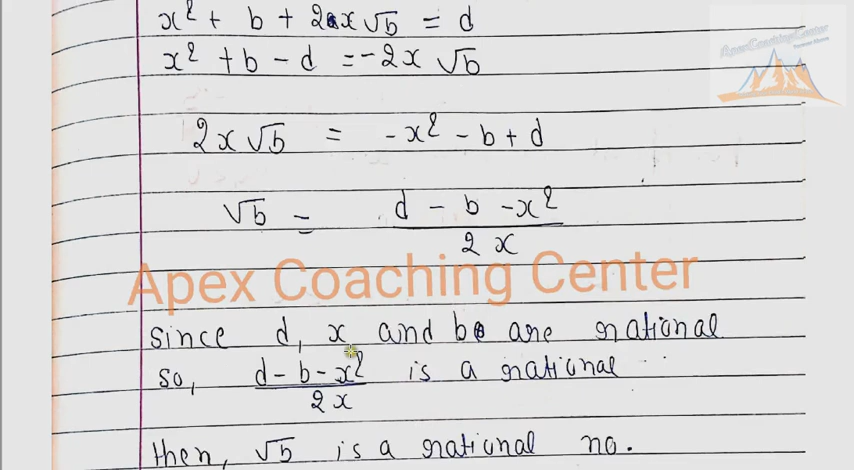 x² + b + 2x√b = d
x² + b - d = -2x √b
ApexCoachingCenter
2x√b = -x² - b + d
√b = d - b - x² / 2x
Apex Coaching Center
since d, x and b are rational
so, d - b - x² / 2x is a rational
then, √b is a rational no.